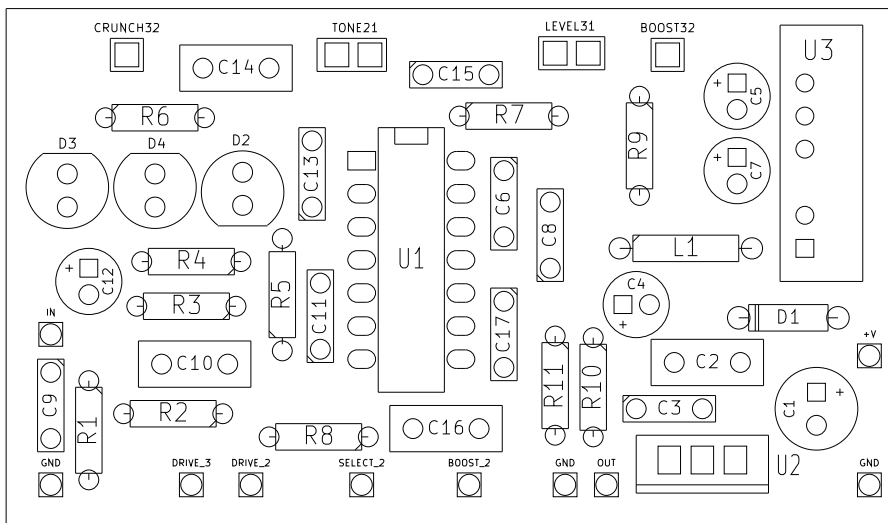 CRUNCH32
TONE21
LEVEL31
BOOST32
U3
C14
C15
+
C5
R6
R7
R9
D3
D4
D2
C13
+
C7
C6
C8
U1
R4
L1
+
C12
R5
C11
C4
+
R3
C17
D1
IN
+V
C10
C2
C9
R1
R11
R10
C3
C1
+
R2
R8
C16
U2
GND
DRIVE_3
DRIVE_2
SELECT_2
BOOST_2
GND
OUT
GND